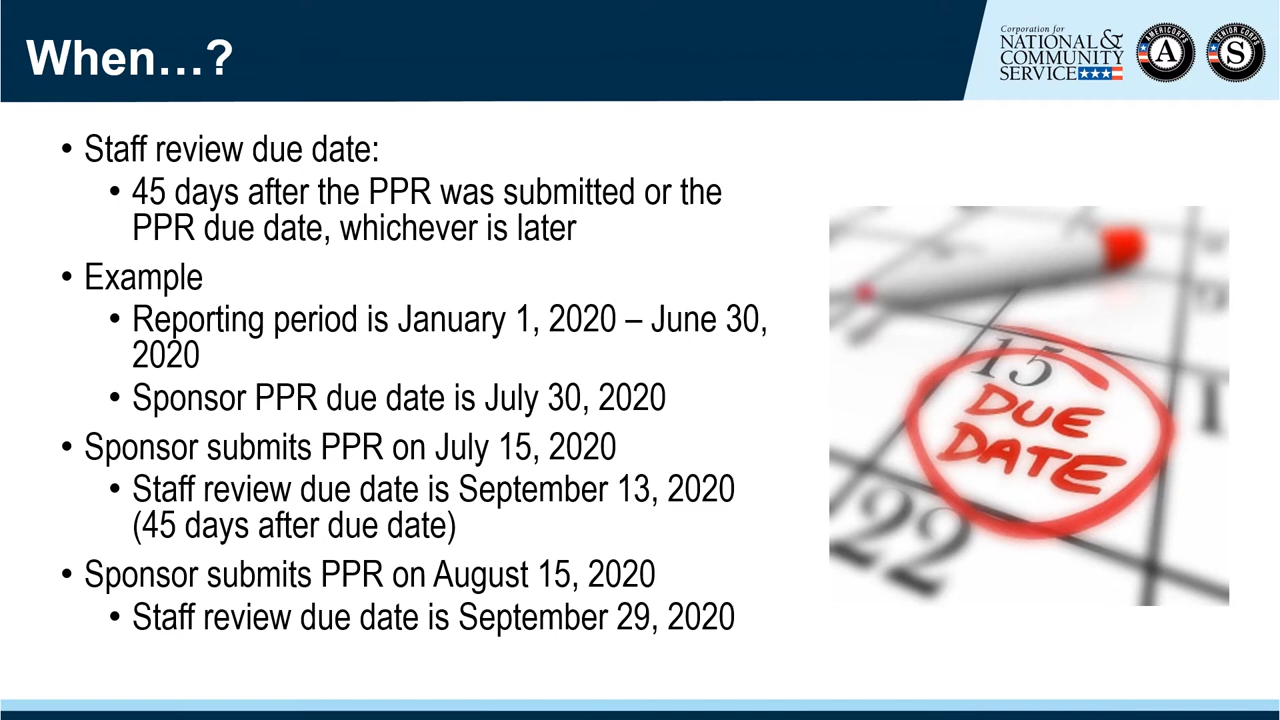 When…?
Corporation for
NATIONAL &
COMMUNITY
SERVICE
AMERICORPS
A
SENIOR CORPS
S
• Staff review due date:
• 45 days after the PPR was submitted or the
PPR due date, whichever is later
• Example
• Reporting period is January 1, 2020 – June 30,
2020
• Sponsor PPR due date is July 30, 2020
• Sponsor submits PPR on July 15, 2020
• Staff review due date is September 13, 2020
(45 days after due date)
• Sponsor submits PPR on August 15, 2020
• Staff review due date is September 29, 2020
15
DUE
DATE
22